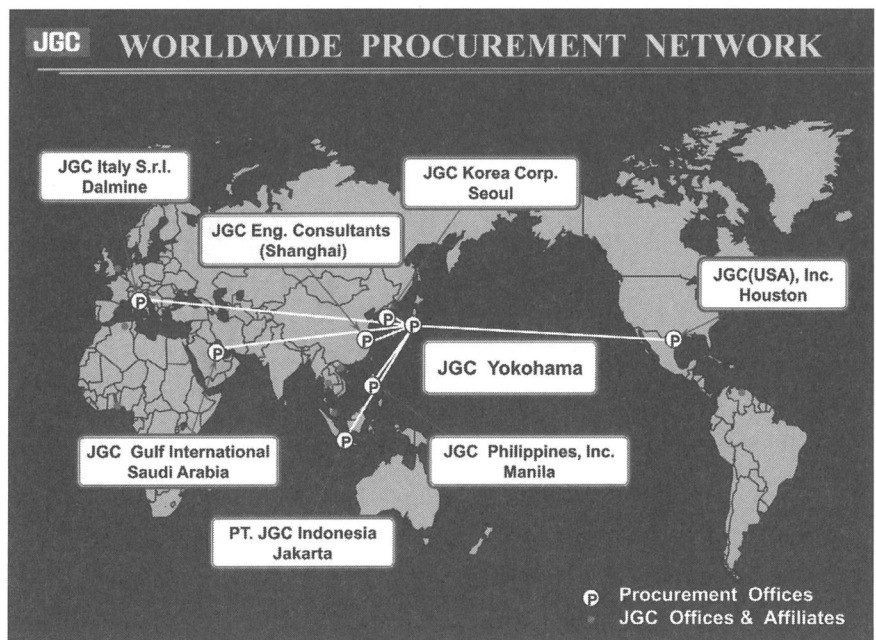 JGC WORLDWIDE PROCUREMENT NETWORK
JGC Italy S.r.l.
Dalmine
JGC Korea Corp.
Seoul
JGC Eng. Consultants
(Shanghai)
JGC(USA), Inc.
Houston
JGC Yokohama
JGC Gulf International
Saudi Arabia
JGC Philippines, Inc.
Manila
PT. JGC Indonesia
Jakarta
P
P
P
P
P
P
P
P
P Procurement Offices
JGC Offices & Affiliates